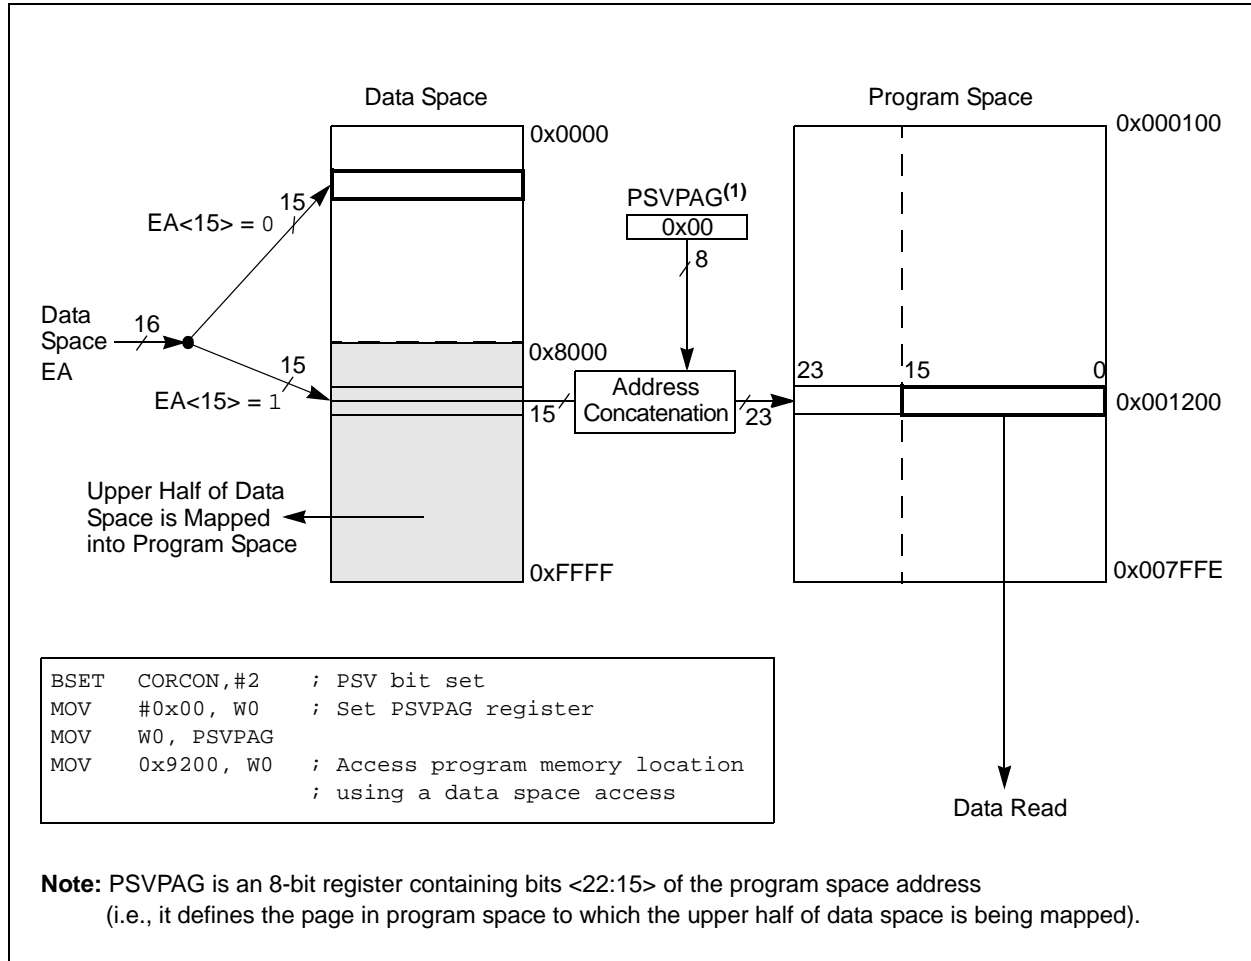 Data Space
Program Space
0x0000
0x000100
15
PSVPAG(1)
EA<15> = 0
0x00
8
Data
Space
EA
16
0x8000
15
23
15
0
Address
Concatenation
EA<15> = 1
15
23
0x001200
Upper Half of Data
Space is Mapped
into Program Space
0xFFFF
0x007FFE
BSET CORCON,#2 ; PSV bit set
MOV #0x00, W0 ; Set PSVPAG register
MOV W0, PSVPAG
MOV 0x9200, W0 ; Access program memory location
; using a data space access
Data Read
Note: PSVPAG is an 8-bit register containing bits <22:15> of the program space address
(i.e., it defines the page in program space to which the upper half of data space is being mapped).